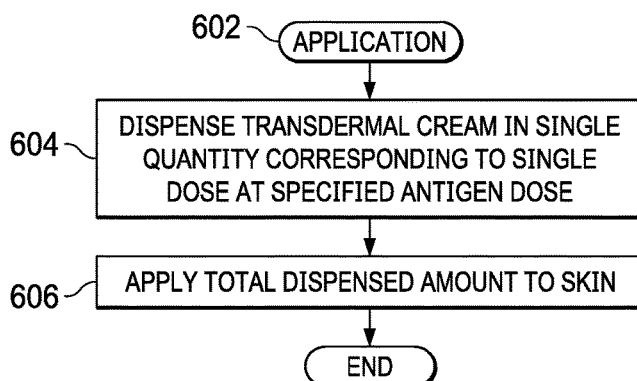 602
APPLICATION
604
DISPENSE TRANSDERMAL CREAM IN SINGLE
QUANTITY CORRESPONDING TO SINGLE
DOSE AT SPECIFIED ANTIGEN DOSE
606
APPLY TOTAL DISPENSED AMOUNT TO SKIN
END